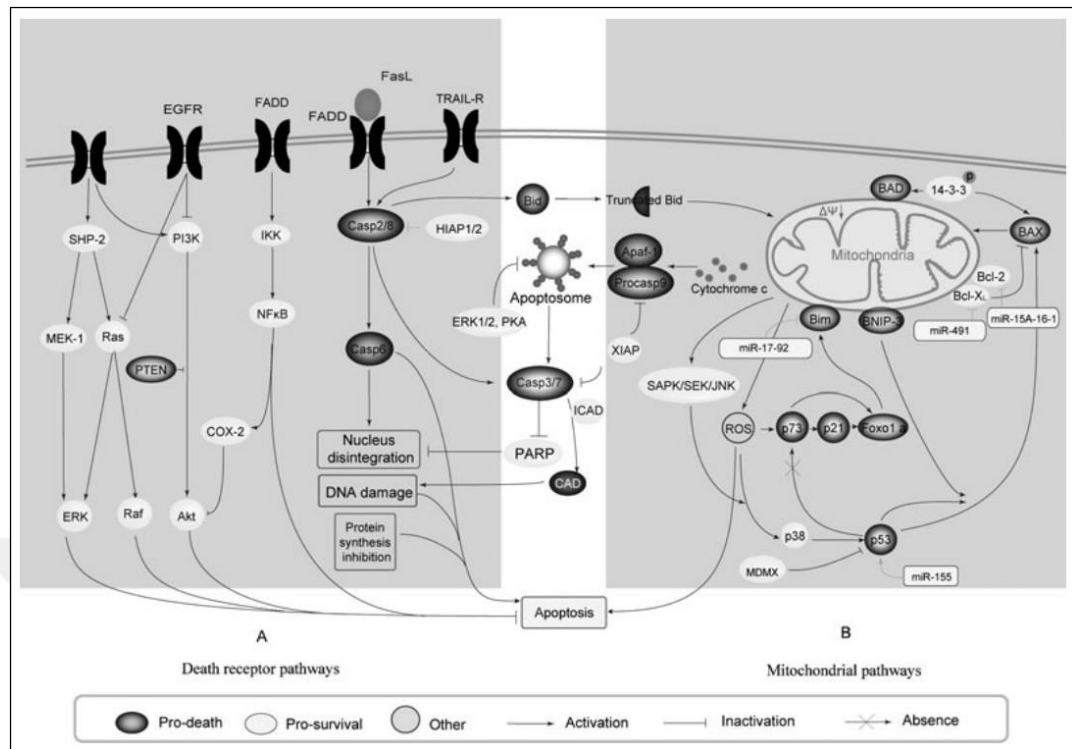 FasL
EGFR
FADD
FADD
TRAIL-R
SHP-2
PI3K
IKK
Casp2/8
HIAP1/2
Bid
Truncated Bid
BAD
14-3-3
p
BAX
ΔΨ↓
Mitochondria
Apaf-1
Procasp9
Cytochrome c
Apoptosome
Bcl-2
Bcl-XL
miR-15A-16-1
miR-491
Bim
BNIP-3
miR-17-92
MEK-1
Ras
NFκB
ERK1/2, PKA
XIAP
PTEN
Casp6
Casp3/7
ICAD
SAPK/SEK/JNK
COX-2
Nucleus
disintegration
PARP
ROS
p73
p21
Foxo1 a
DNA damage
CAD
ERK
Raf
Akt
Protein
synthesis
inhibition
p38
p53
MDMX
miR-155
Apoptosis
A
B
Death receptor pathways
Mitochondrial pathways
Pro-death
Pro-survival
Other
Activation
Inactivation
Absence